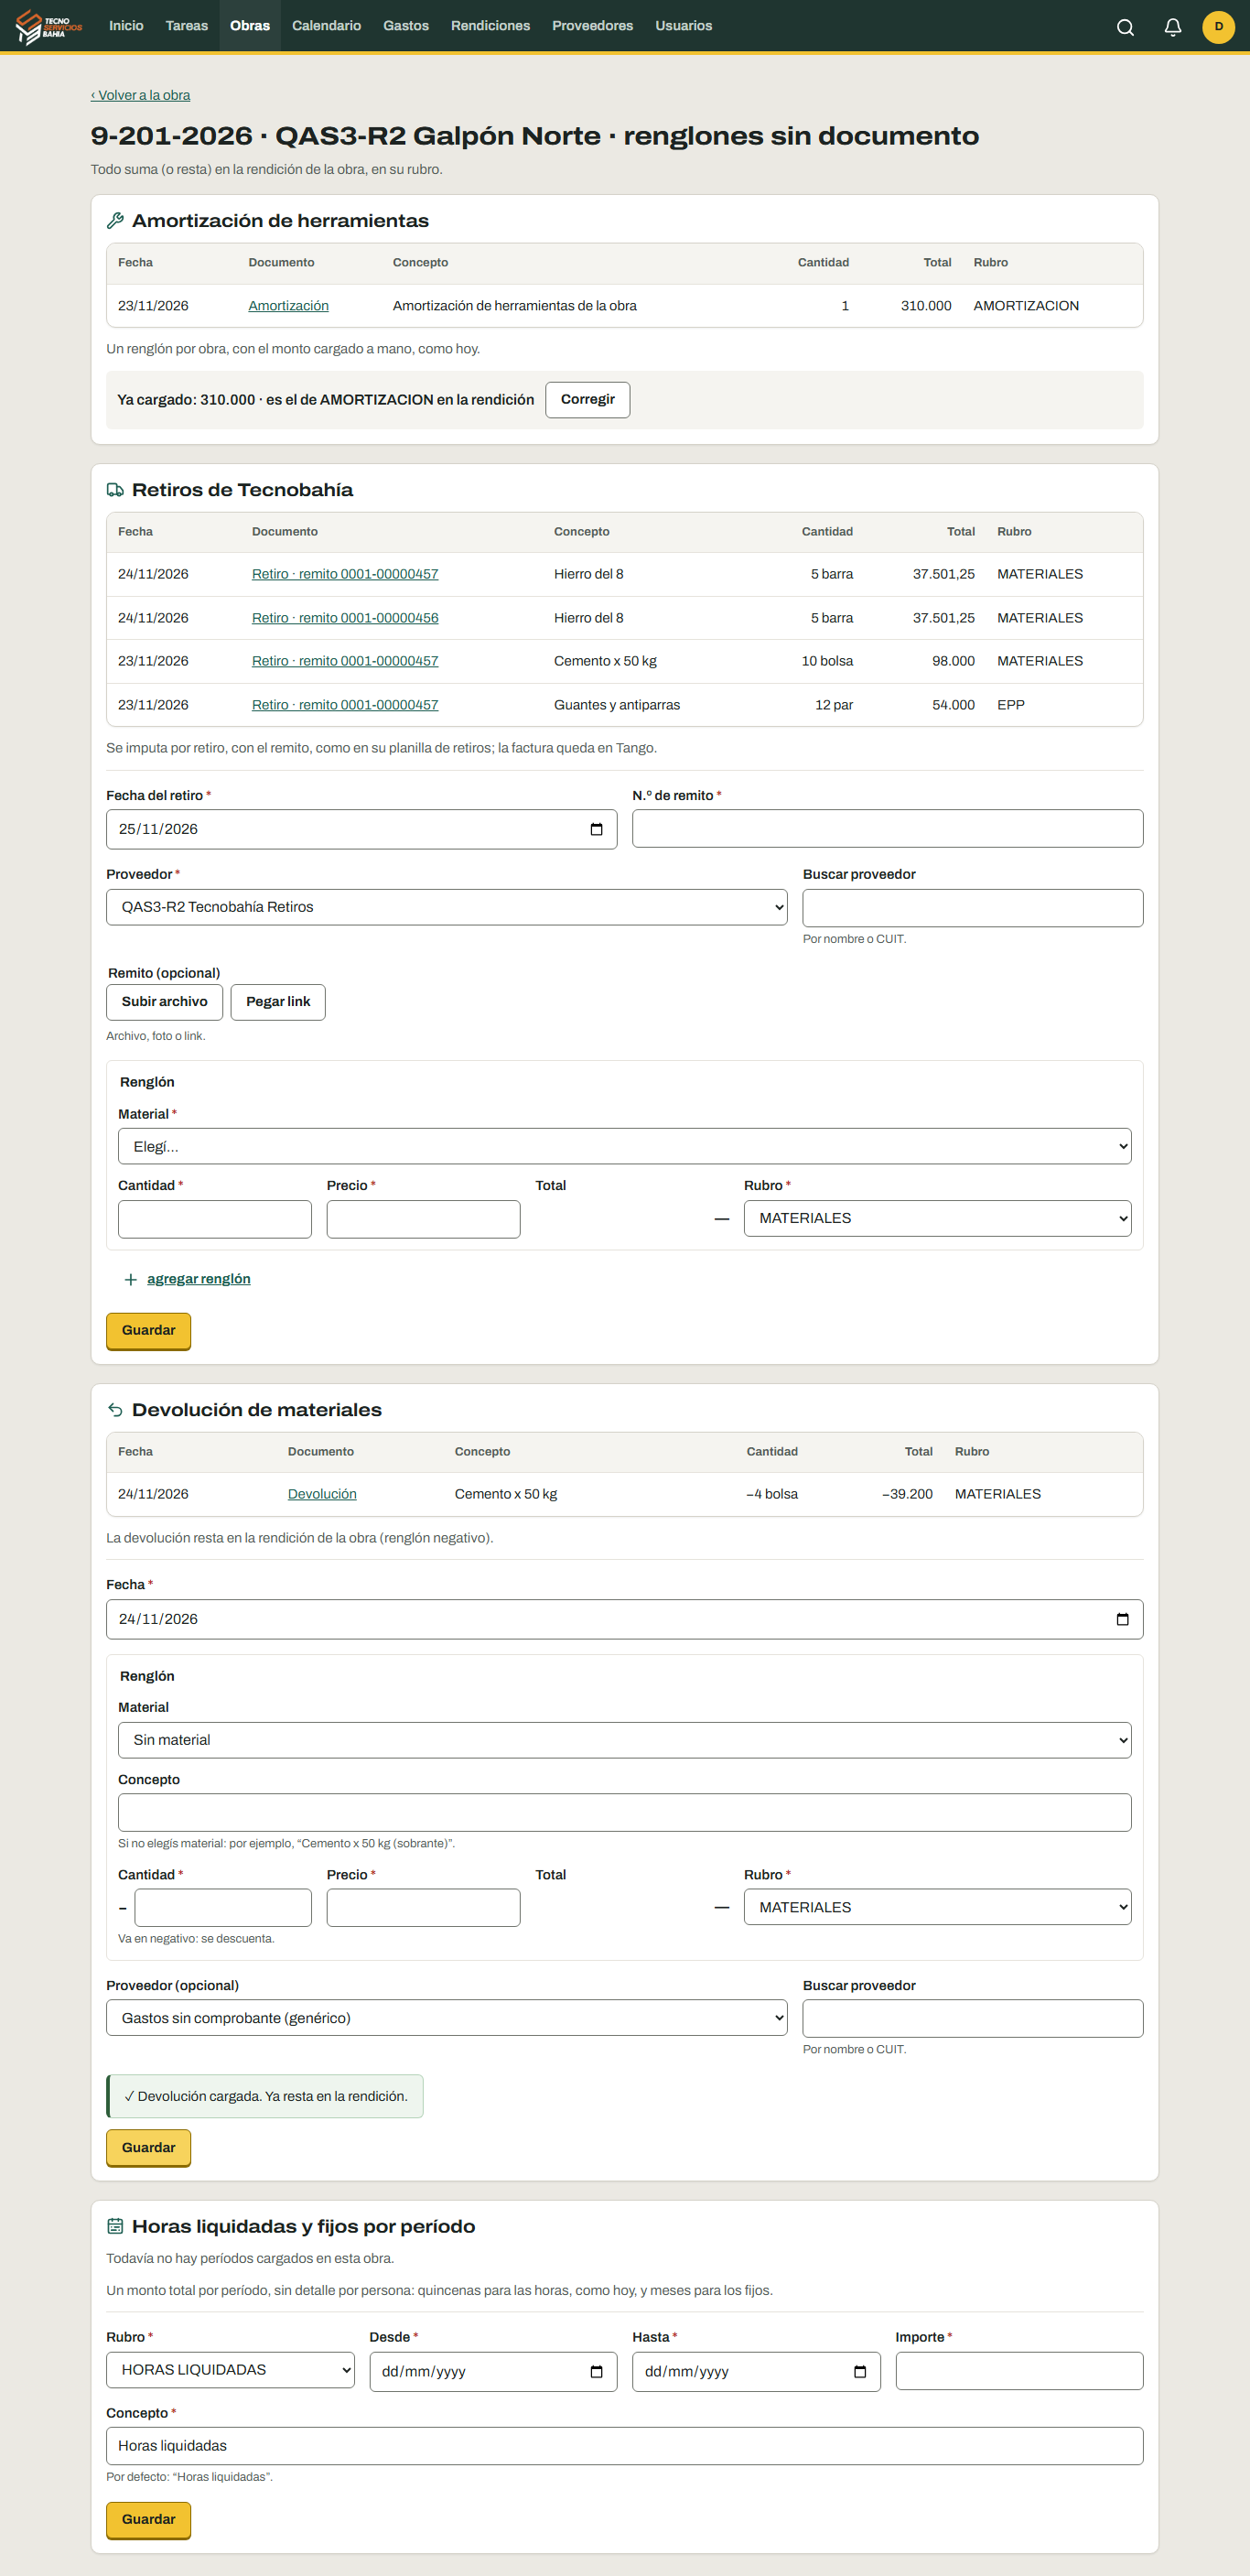 TECNO
SERVICIOS
BAHIA
Inicio
Tareas
Obras
Calendario
Gastos
Rendiciones
Proveedores
Usuarios
D
‹ Volver a la obra
9-201-2026 · QAS3-R2 Galpón Norte · renglones sin documento
Todo suma (o resta) en la rendición de la obra, en su rubro.
Amortización de herramientas
Fecha Documento Concepto Cantidad Total Rubro
23/11/2026 Amortización Amortización de herramientas de la obra 1 310.000 AMORTIZACION
Un renglón por obra, con el monto cargado a mano, como hoy.
Ya cargado: 310.000 · es el de AMORTIZACION en la rendición Corregir
Retiros de Tecnobahía
Fecha Documento Concepto Cantidad Total Rubro
24/11/2026 Retiro · remito 0001-00000457 Hierro del 8 5 barra 37.501,25 MATERIALES
24/11/2026 Retiro · remito 0001-00000456 Hierro del 8 5 barra 37.501,25 MATERIALES
23/11/2026 Retiro · remito 0001-00000457 Cemento x 50 kg 10 bolsa 98.000 MATERIALES
23/11/2026 Retiro · remito 0001-00000457 Guantes y antiparras 12 par 54.000 EPP
Se imputa por retiro, con el remito, como en su planilla de retiros; la factura queda en Tango.
Fecha del retiro * N.º de remito *
25/11/2026
Proveedor * Buscar proveedor
QAS3-R2 Tecnobahía Retiros
Por nombre o CUIT.
Remito (opcional)
Subir archivo Pegar link
Archivo, foto o link.
Renglón
Material *
Elegí...
Cantidad * Precio * Total Rubro *
— MATERIALES
+ agregar renglón
Guardar
Devolución de materiales
Fecha Documento Concepto Cantidad Total Rubro
24/11/2026 Devolución Cemento x 50 kg −4 bolsa −39.200 MATERIALES
La devolución resta en la rendición de la obra (renglón negativo).
Fecha *
24/11/2026
Renglón
Material
Sin material
Concepto
Si no elegís material: por ejemplo, “Cemento x 50 kg (sobrante)”.
Cantidad * Precio * Total Rubro *
− — MATERIALES
Va en negativo: se descuenta.
Proveedor (opcional) Buscar proveedor
Gastos sin comprobante (genérico)
Por nombre o CUIT.
✓ Devolución cargada. Ya resta en la rendición.
Guardar
Horas liquidadas y fijos por período
Todavía no hay períodos cargados en esta obra.
Un monto total por período, sin detalle por persona: quincenas para las horas, como hoy, y meses para los fijos.
Rubro * Desde * Hasta * Importe *
HORAS LIQUIDADAS dd/mm/yyyy dd/mm/yyyy
Concepto *
Horas liquidadas
Por defecto: “Horas liquidadas”.
Guardar